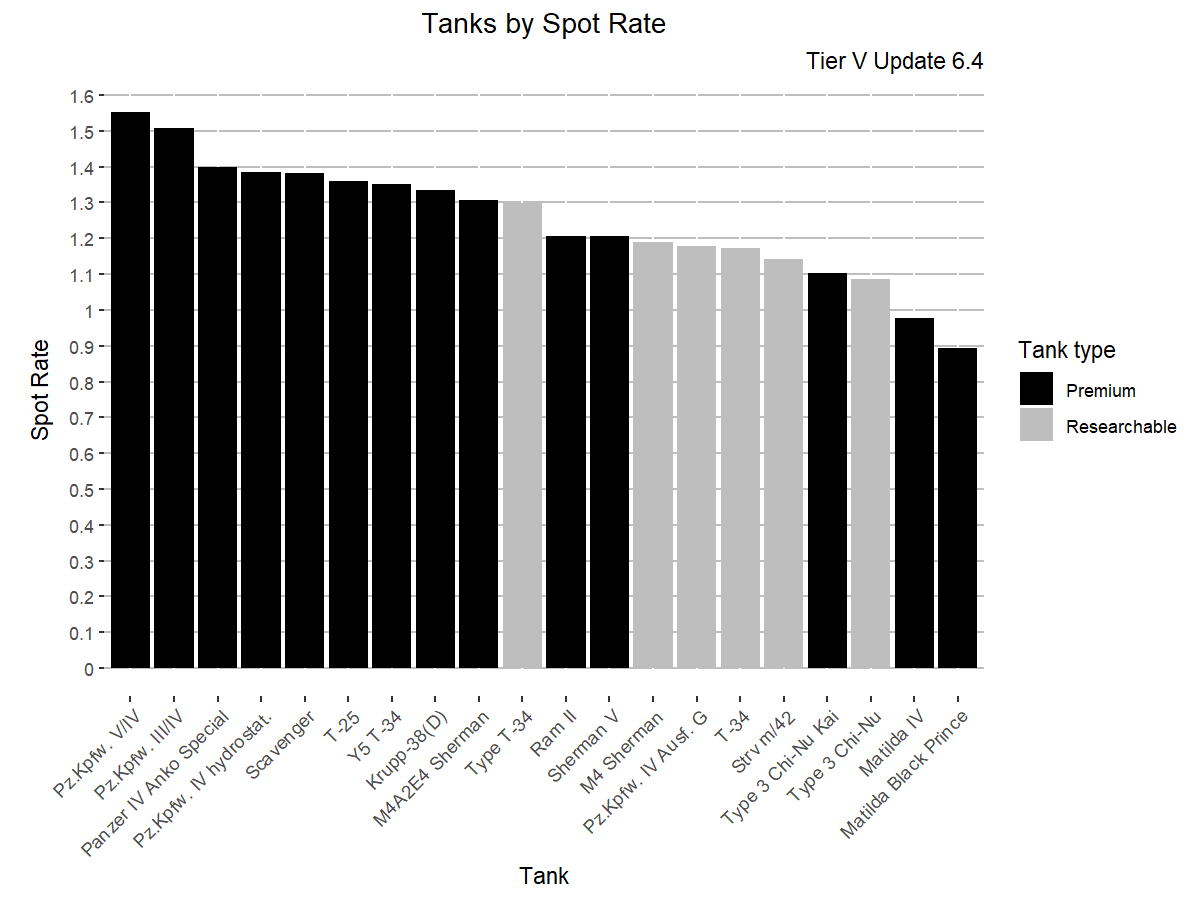 Tanks by Spot Rate
Tier V Update 6.4
1.6
1.5
1.4
1.3
1.2
1.1
1
0.9
0.8
0.7
0.6
0.5
0.4
0.3
0.2
0.1
0
Spot Rate
Pz.Kpfw. V/IV
Pz.Kpfw. III/IV
Panzer IV Anko Special
Pz.Kpfw. IV hydrostat.
Scavenger
T-25
Y5 T-34
Krupp-38(D)
M4A2E4 Sherman
Type T-34
Ram II
Sherman V
M4 Sherman
Pz.Kpfw. IV Ausf. G
T-34
Strv m/42
Type 3 Chi-Nu Kai
Type 3 Chi-Nu
Matilda IV
Matilda Black Prince
Tank
Tank type
Premium
Researchable